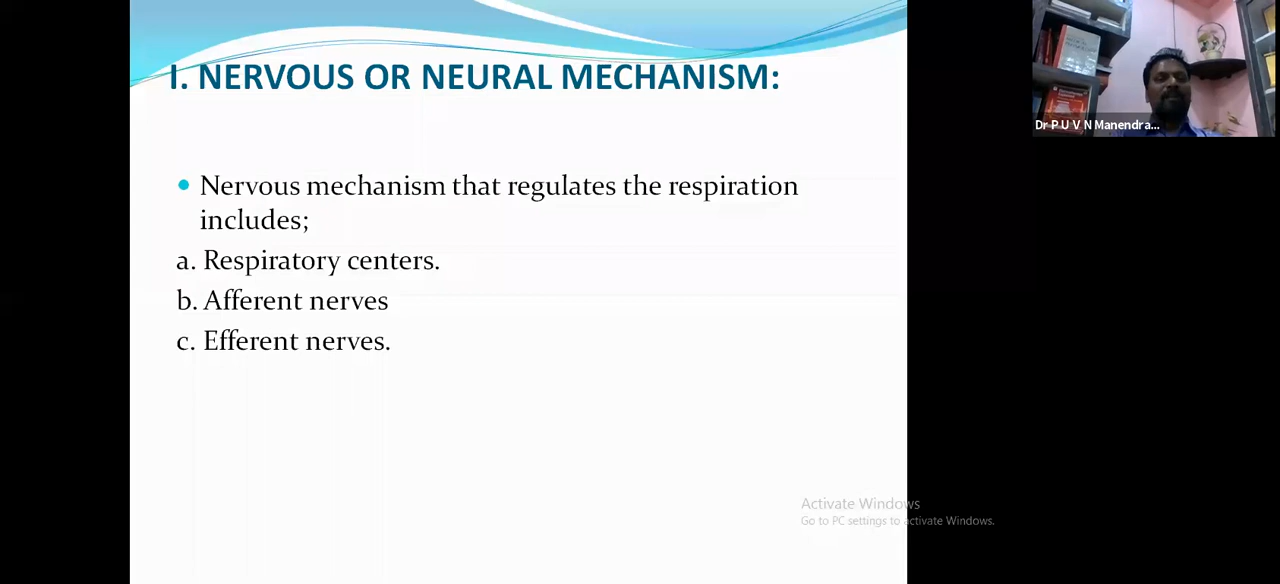 I. NERVOUS OR NEURAL MECHANISM:
Nervous mechanism that regulates the respiration
includes;
a. Respiratory centers.
b. Afferent nerves
c. Efferent nerves.
Dr P U V N Manendra...
Activate Windows
Go to PC settings to activate Windows.